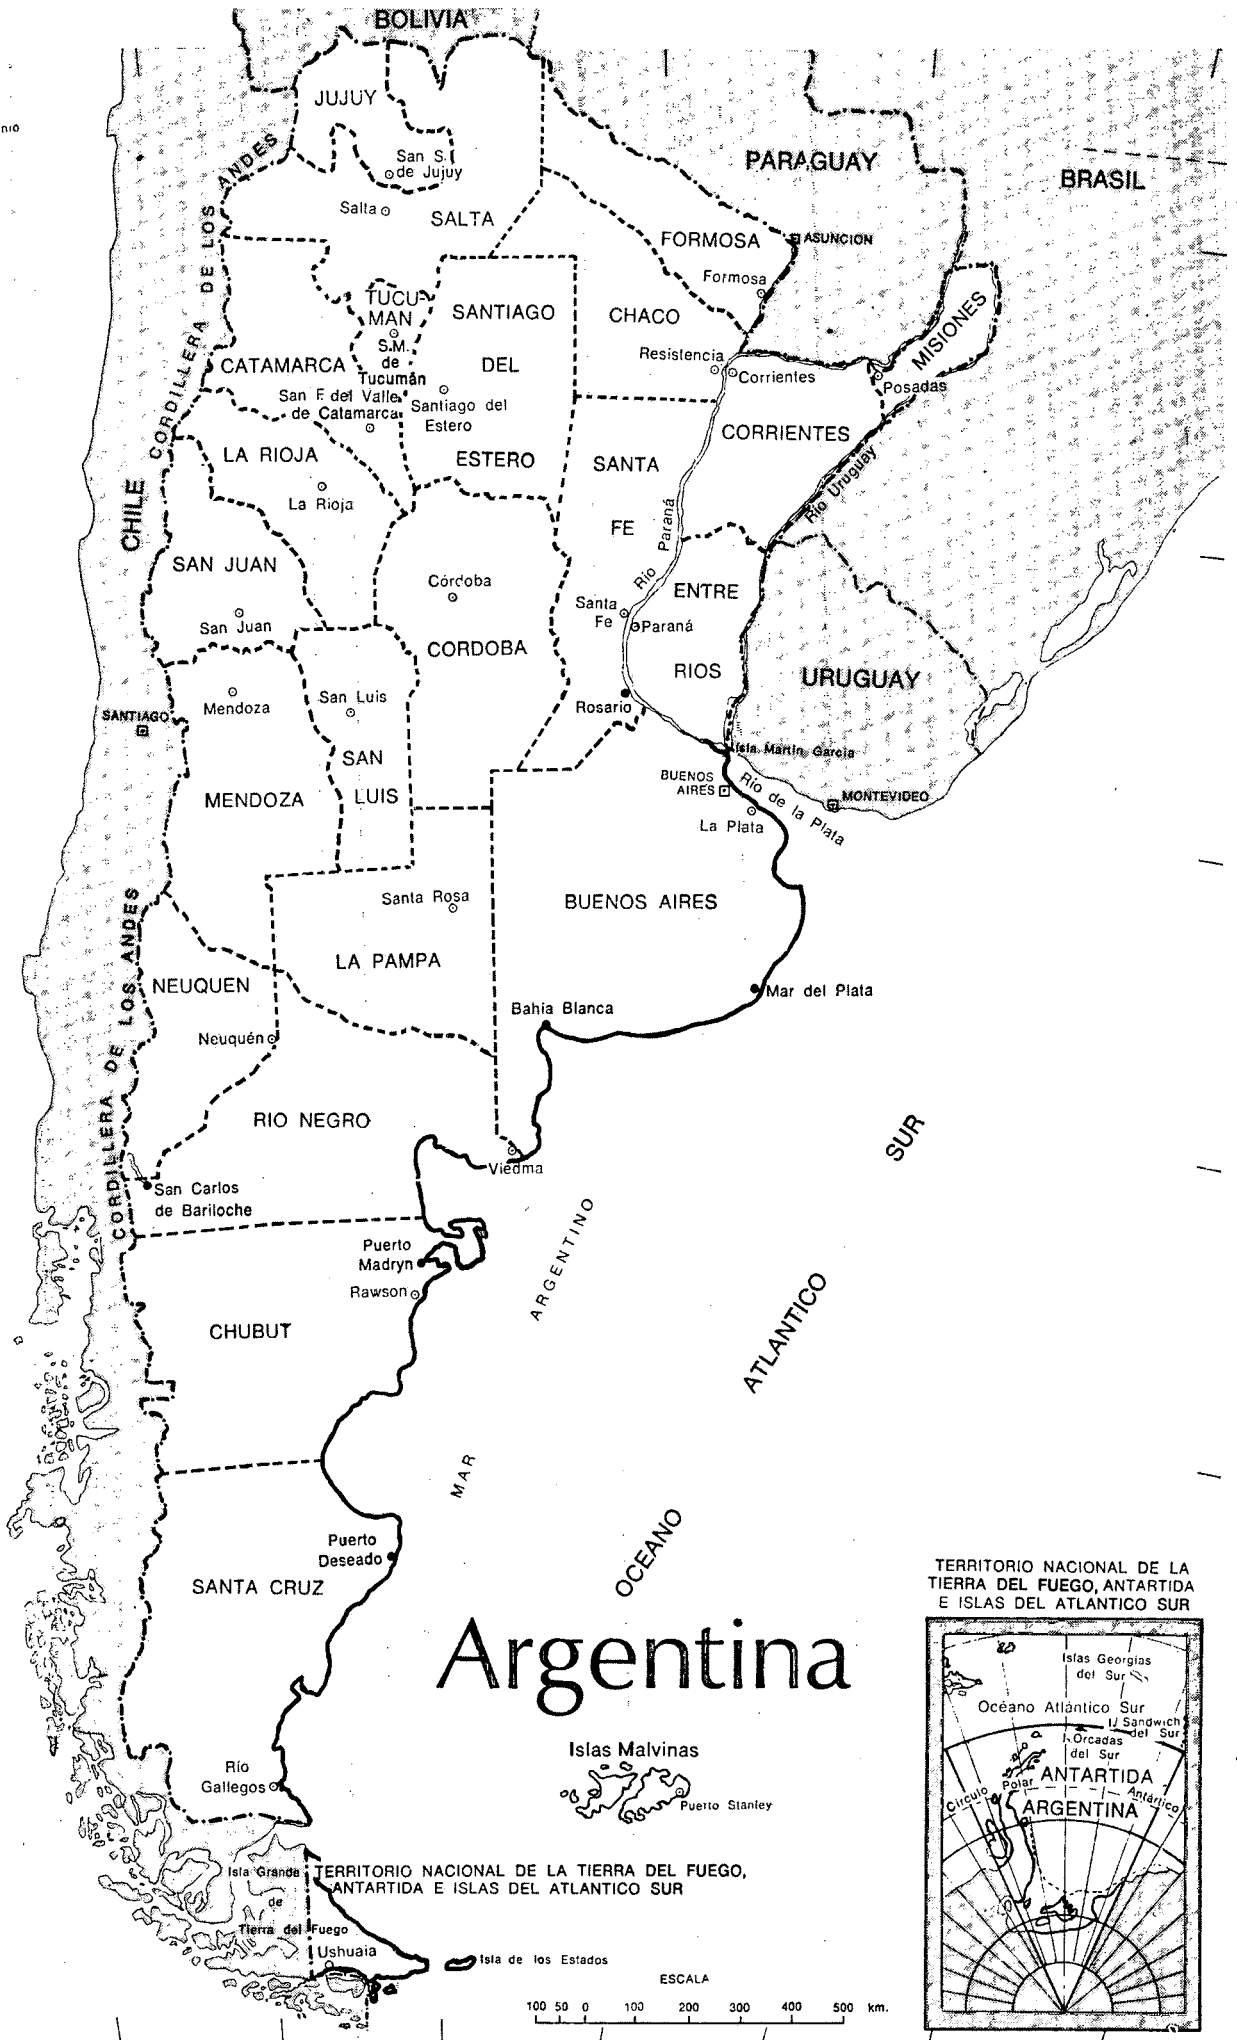 BOLIVIA
JUJUY
nio
San S.
de Jujuy
PARAGUAY
BRASIL
CORDILLERA DE LOS ANDES
Salta
SALTA
FORMOSA
ASUNCION
Formosa
TUCU-
MAN
S.M.
de
Tucumán
SANTIAGO
DEL
ESTERO
CHACO
MISIONES
Resistencia
Corrientes
Posadas
CATAMARCA
San F. del Valle
de Catamarca
Santiago del
Estero
CORRIENTES
LA RIOJA
La Rioja
SANTA
FE
Río Uruguay
Río Paraná
CHILE
SAN JUAN
San Juan
Córdoba
CORDOBA
ENTRE
RIOS
Santa
Fe
Paraná
URUGUAY
Rosario
Mendoza
San Luis
SANTIAGO
SAN
LUIS
MENDOZA
Isla Martín García
BUENOS
AIRES
Río de la Plata
MONTEVIDEO
La Plata
Santa Rosa
BUENOS AIRES
LA PAMPA
NEUQUEN
Mar del Plata
Bahía Blanca
Neuquén
CORDILLERA DE LOS ANDES
RIO NEGRO
Viedma
San Carlos
de Bariloche
Puerto
Madryn
Rawson
CHUBUT
MAR ARGENTINO
OCEANO ATLANTICO SUR
Puerto
Deseado
SANTA CRUZ
Argentina
Islas Malvinas
Puerto Stanley
Río
Gallegos
Isla Grande
de
Tierra del Fuego
TERRITORIO NACIONAL DE LA TIERRA DEL FUEGO,
ANTARTIDA E ISLAS DEL ATLANTICO SUR
Ushuaia
Isla de los Estados
ESCALA
100 50 0 100 200 300 400 500 km.
TERRITORIO NACIONAL DE LA
TIERRA DEL FUEGO, ANTARTIDA
E ISLAS DEL ATLANTICO SUR
Islas Georgias
del Sur
Océano Atlántico Sur
Sandwich
del Sur
Orcadas
del Sur
ANTARTIDA
ARGENTINA
Círculo Polar Antártico